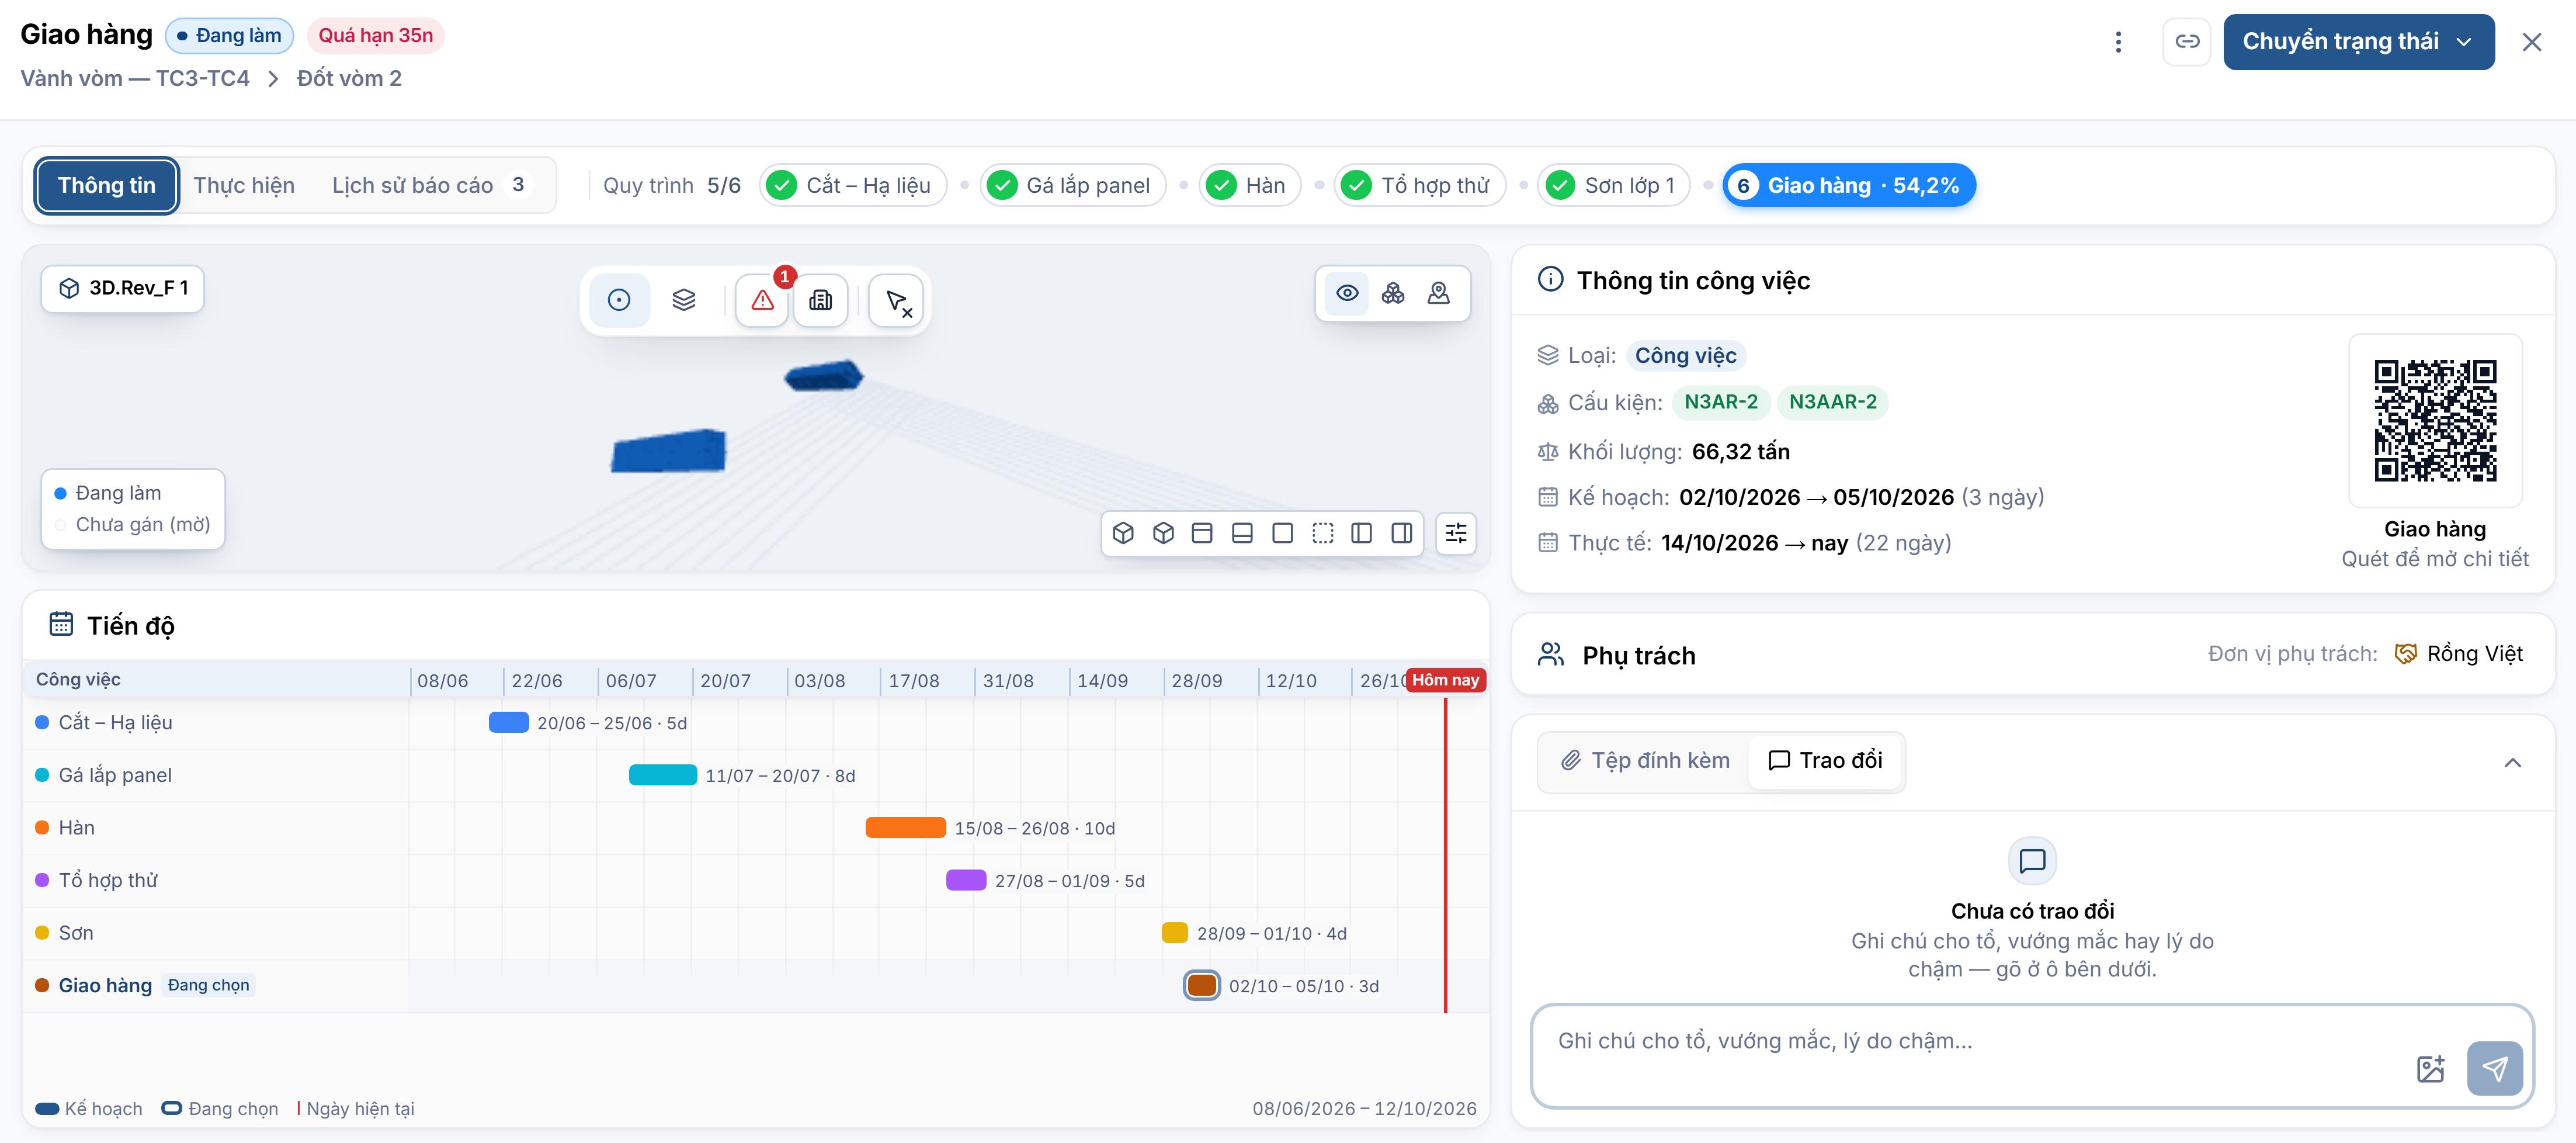 Giao hàng Đang làm Quá hạn 35n
Chuyển trạng thái
Vành vòm — TC3-TC4 > Đốt vòm 2
Thông tin Thực hiện Lịch sử báo cáo 3
Quy trình 5/6 Cắt – Hạ liệu Gá lắp panel Hàn Tổ hợp thử Sơn lớp 1 6 Giao hàng · 54,2%
3D.Rev_F 1
1
Đang làm
Chưa gán (mờ)
Tiến độ
Công việc 08/06 22/06 06/07 20/07 03/08 17/08 31/08 14/09 28/09 12/10 26/10 Hôm nay
Cắt – Hạ liệu 20/06 – 25/06 · 5d
Gá lắp panel 11/07 – 20/07 · 8d
Hàn 15/08 – 26/08 · 10d
Tổ hợp thử 27/08 – 01/09 · 5d
Sơn 28/09 – 01/10 · 4d
Giao hàng Đang chọn 02/10 – 05/10 · 3d
Kế hoạch Đang chọn Ngày hiện tại 08/06/2026 – 12/10/2026
Thông tin công việc
Loại: Công việc
Cấu kiện: N3AR-2 N3AAR-2
Khối lượng: 66,32 tấn
Kế hoạch: 02/10/2026 → 05/10/2026 (3 ngày)
Thực tế: 14/10/2026 → nay (22 ngày)
Giao hàng
Quét để mở chi tiết
Phụ trách Đơn vị phụ trách: Rồng Việt
Tệp đính kèm Trao đổi
Chưa có trao đổi
Ghi chú cho tổ, vướng mắc hay lý do
chậm — gõ ở ô bên dưới.
Ghi chú cho tổ, vướng mắc, lý do chậm...